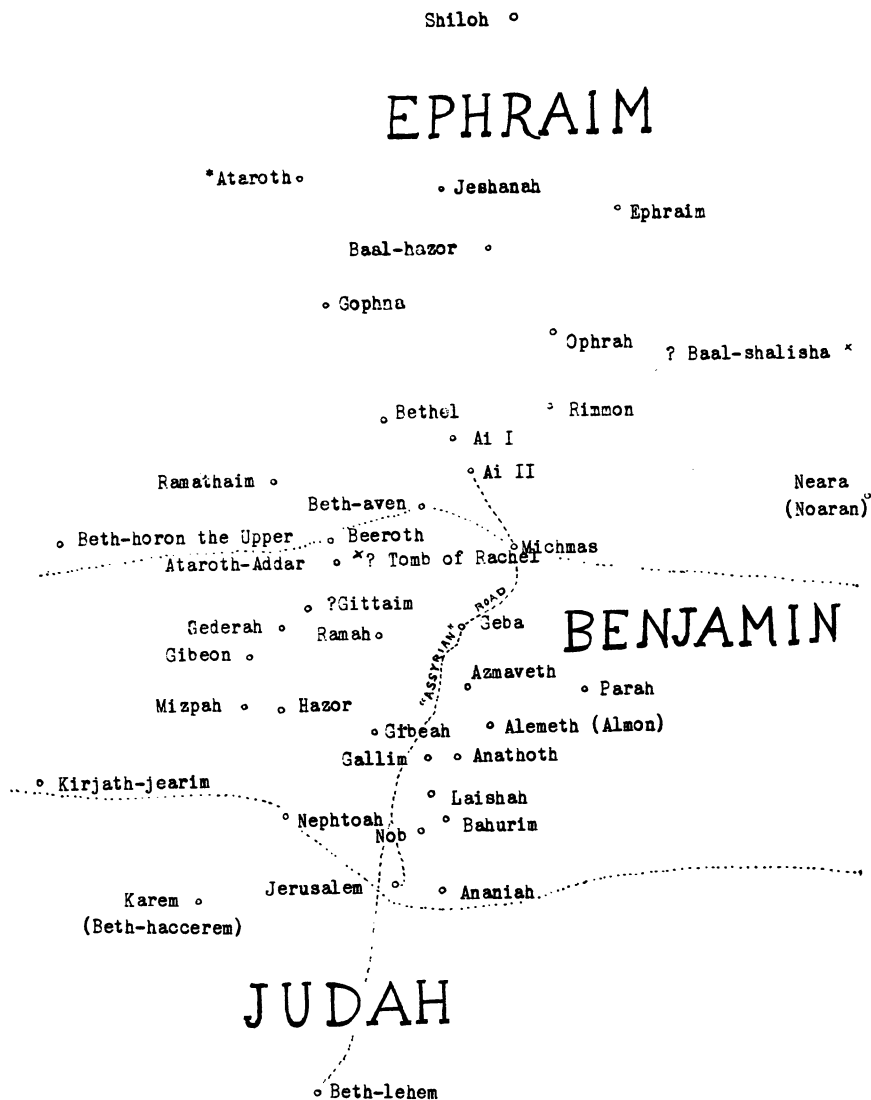 Shiloh
EPHRAIM
*Ataroth
Jeshanah
Ephraim
Baal-hazor
Gophna
Ophrah
? Baal-shalisha x
Bethel
Rimmon
Ai I
Ai II
Ramathaim
Neara
(Noaran)
Beth-aven
Beth-horon the Upper
Beeroth
Michmas
Ataroth-Addar
x? Tomb of Rachel
?Gittaim
"ASSYRIAN" ROAD
Geba
BENJAMIN
Gederah
Ramah
Gibeon
Azmaveth
Parah
Mizpah
Hazor
Gibeah
Alemeth (Almon)
Gallim
Anathoth
Kirjath-jearim
Laishah
Nephtoah
Bahurim
Nob
Jerusalem
Ananiah
Karem
(Beth-haccerem)
JUDAH
Beth-lehem